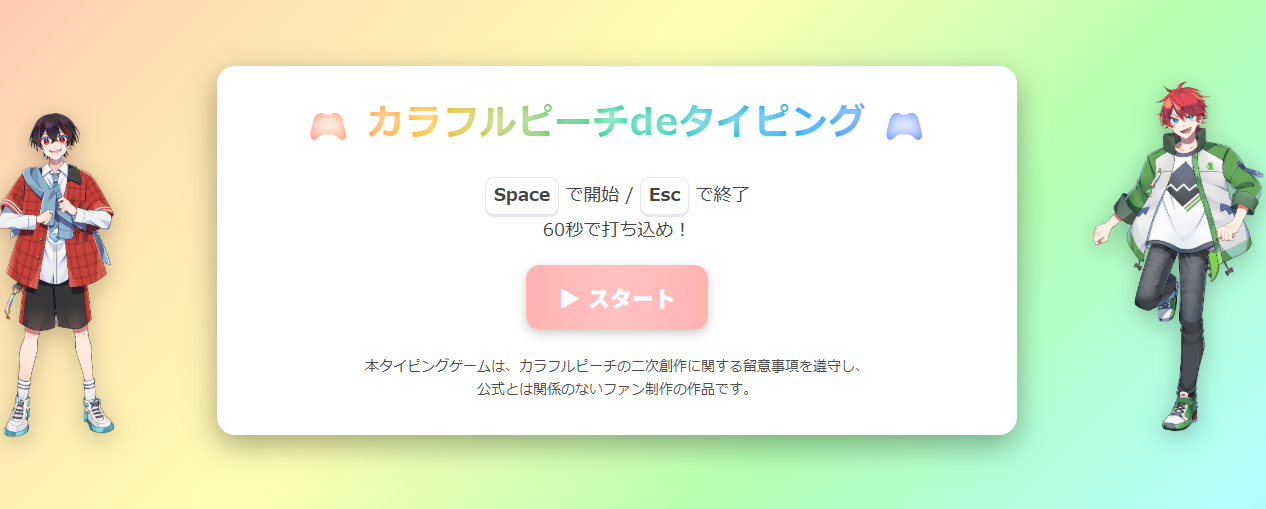 カラフルピーチdeタイピング
Space で開始 / Esc で終了
60秒で打ち込め！
▶ スタート
本タイピングゲームは、カラフルピーチの二次創作に関する留意事項を遵守し、
公式とは関係のないファン制作の作品です。